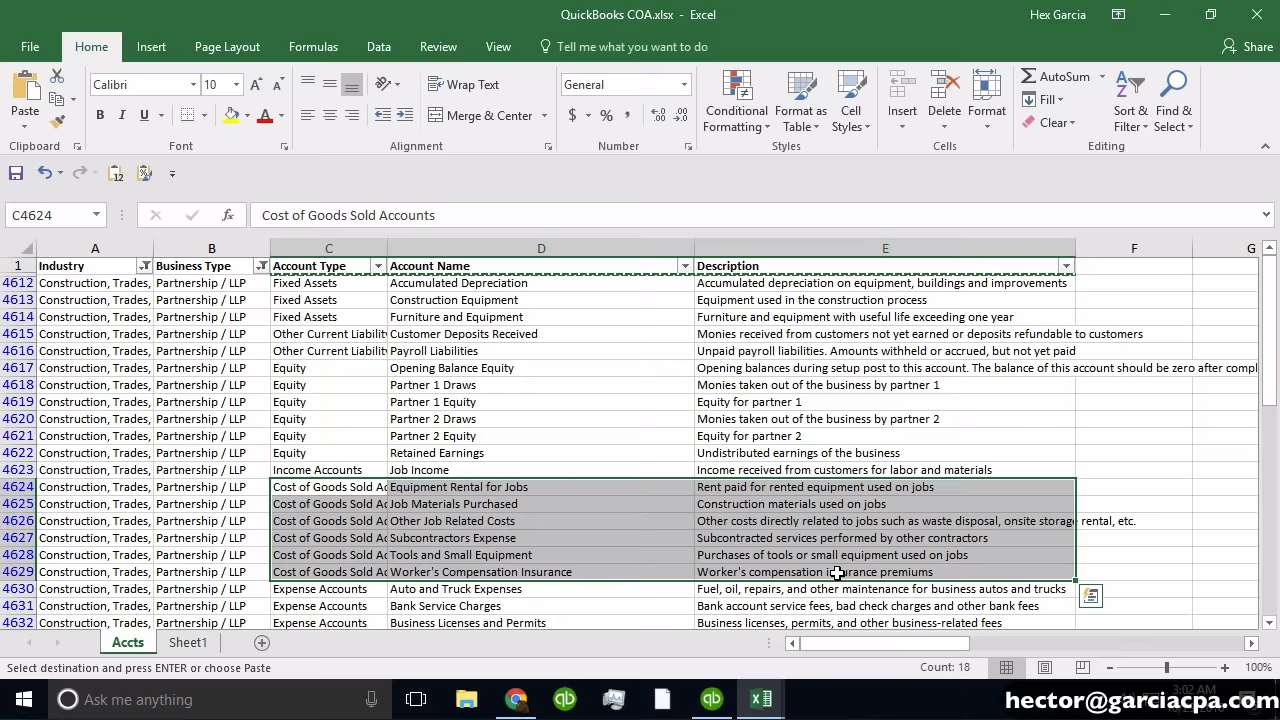 QuickBooks COA.xlsx - Excel
Hex Garcia
File Home Insert Page Layout Formulas Data Review View Tell me what you want to do Share
Paste
Clipboard
Calibri 10
B I U
Font
Wrap Text
Merge & Center
Alignment
General
$ % ,
Number
Conditional Formatting
Format as Table
Cell Styles
Styles
Insert Delete Format
Cells
AutoSum
Fill
Clear
Sort & Filter
Find & Select
Editing
C4624 fx Cost of Goods Sold Accounts
A B C D E F G
1 Industry Business Type Account Type Account Name Description
4612 Construction, Trades, Partnership / LLP Fixed Assets Accumulated Depreciation Accumulated depreciation on equipment, buildings and improvements
4613 Construction, Trades, Partnership / LLP Fixed Assets Construction Equipment Equipment used in the construction process
4614 Construction, Trades, Partnership / LLP Fixed Assets Furniture and Equipment Furniture and equipment with useful life exceeding one year
4615 Construction, Trades, Partnership / LLP Other Current Liability Customer Deposits Received Monies received from customers not yet earned or deposits refundable to customers
4616 Construction, Trades, Partnership / LLP Other Current Liability Payroll Liabilities Unpaid payroll liabilities. Amounts withheld or accrued, but not yet paid
4617 Construction, Trades, Partnership / LLP Equity Opening Balance Equity Opening balances during setup post to this account. The balance of this account should be zero after compl
4618 Construction, Trades, Partnership / LLP Equity Partner 1 Draws Monies taken out of the business by partner 1
4619 Construction, Trades, Partnership / LLP Equity Partner 1 Equity Equity for partner 1
4620 Construction, Trades, Partnership / LLP Equity Partner 2 Draws Monies taken out of the business by partner 2
4621 Construction, Trades, Partnership / LLP Equity Partner 2 Equity Equity for partner 2
4622 Construction, Trades, Partnership / LLP Equity Retained Earnings Undistributed earnings of the business
4623 Construction, Trades, Partnership / LLP Income Accounts Job Income Income received from customers for labor and materials
4624 Construction, Trades, Partnership / LLP Cost of Goods Sold Ac Equipment Rental for Jobs Rent paid for rented equipment used on jobs
4625 Construction, Trades, Partnership / LLP Cost of Goods Sold Ac Job Materials Purchased Construction materials used on jobs
4626 Construction, Trades, Partnership / LLP Cost of Goods Sold Ac Other Job Related Costs Other costs directly related to jobs such as waste disposal, onsite storage rental, etc.
4627 Construction, Trades, Partnership / LLP Cost of Goods Sold Ac Subcontractors Expense Subcontracted services performed by other contractors
4628 Construction, Trades, Partnership / LLP Cost of Goods Sold Ac Tools and Small Equipment Purchases of tools or small equipment used on jobs
4629 Construction, Trades, Partnership / LLP Cost of Goods Sold Ac Worker's Compensation Insurance Worker's compensation insurance premiums
4630 Construction, Trades, Partnership / LLP Expense Accounts Auto and Truck Expenses Fuel, oil, repairs, and other maintenance for business autos and trucks
4631 Construction, Trades, Partnership / LLP Expense Accounts Bank Service Charges Bank account service fees, bad check charges and other bank fees
4632 Construction, Trades, Partnership / LLP Expense Accounts Business Licenses and Permits Business licenses, permits, and other business-related fees
Accts Sheet1
Select destination and press ENTER or choose Paste Count: 18 100%
Ask me anything
3:02 AM
hector@garciacpa.com